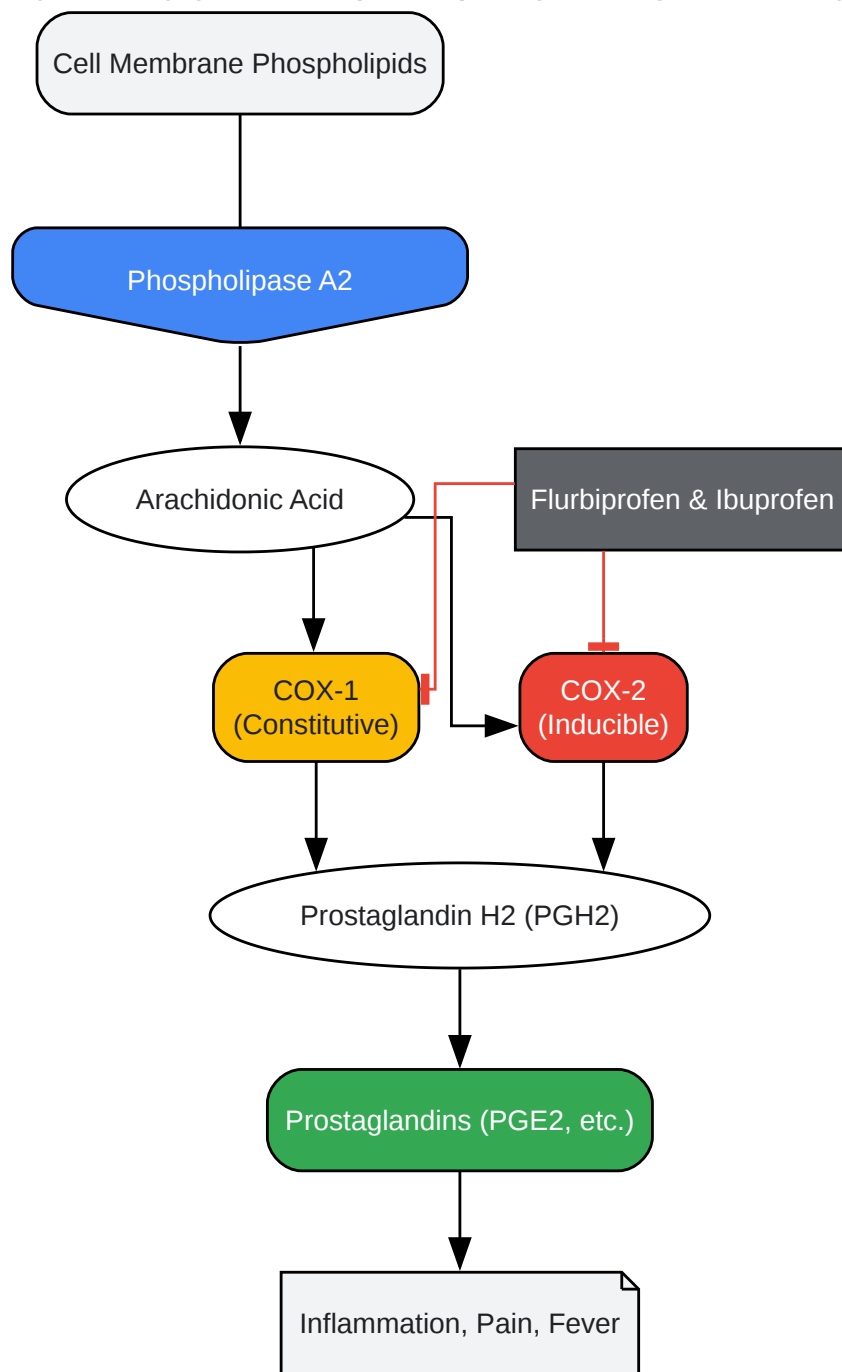 Cell Membrane Phospholipids
Phospholipase A2
Arachidonic Acid
Flurbiprofen & Ibuprofen
COX-1
(Constitutive)
COX-2
(Inducible)
Prostaglandin H2 (PGH2)
Prostaglandins (PGE2, etc.)
Inflammation, Pain, Fever